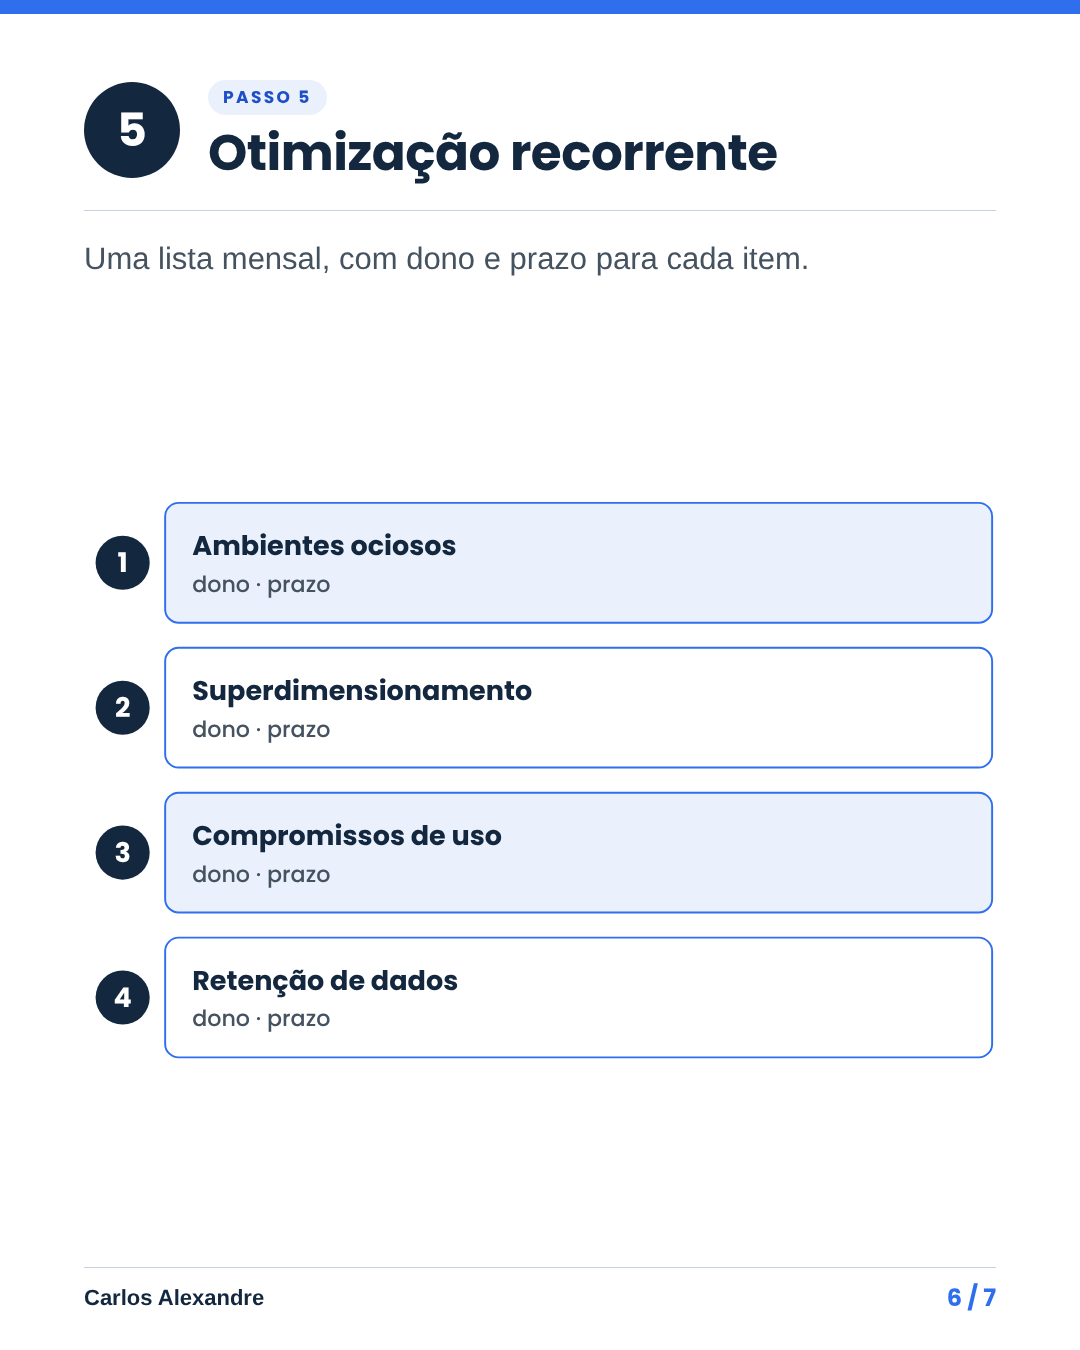 5
PASSO 5
Otimização recorrente
Uma lista mensal, com dono e prazo para cada item.
1
Ambientes ociosos
dono · prazo
2
Superdimensionamento
dono · prazo
3
Compromissos de uso
dono · prazo
4
Retenção de dados
dono · prazo
Carlos Alexandre
6 / 7